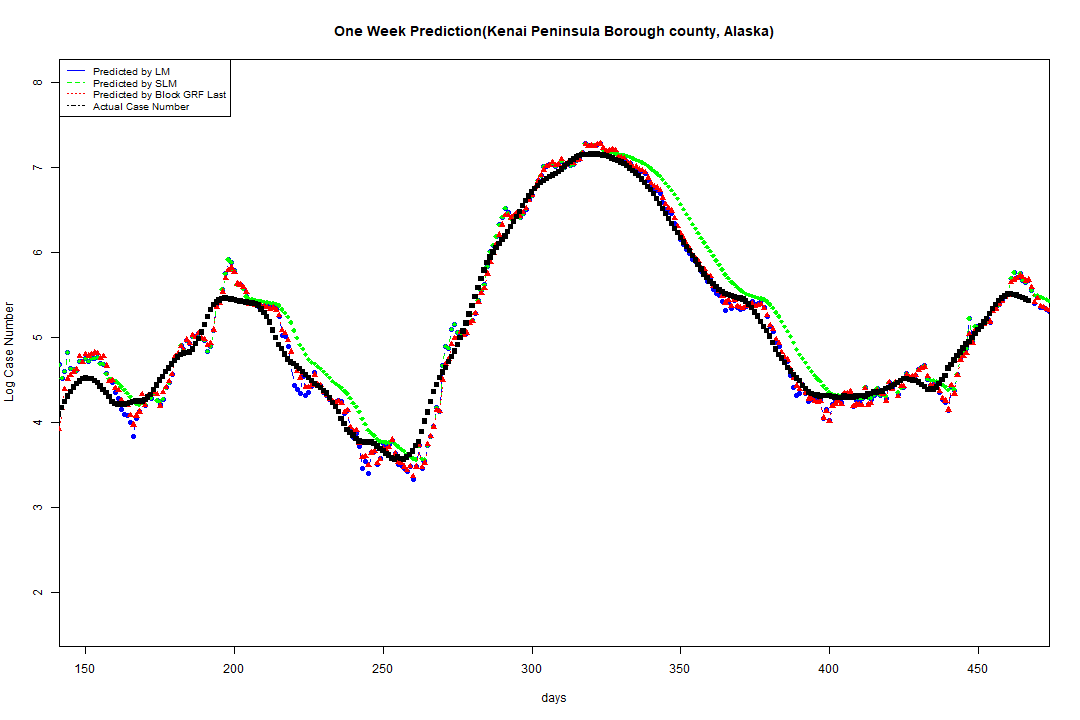 One Week Prediction(Kenai Peninsula Borough county, Alaska)
Predicted by LM
Predicted by SLM
Predicted by Block GRF Last
Actual Case Number
8
7
6
5
4
3
2
Log Case Number
150 200 250 300 350 400 450
days